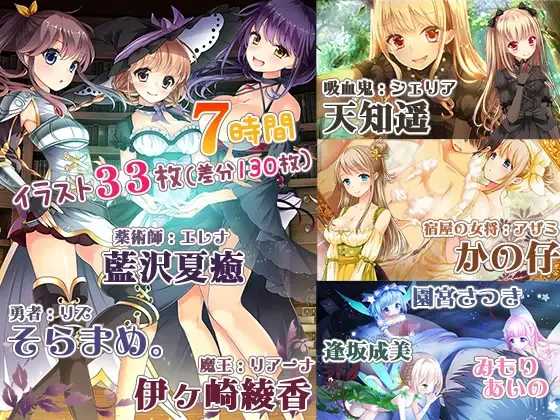 7時間
イラスト33枚(差分130枚)
薬術師：エレナ
藍沢夏癒
勇者：リズ
そらまめ。
魔王：リアーナ
伊ヶ崎綾香
吸血鬼：シェリア
天知遥
宿屋の女将：アザミ
かの仔
園宮さつき
逢坂成美
みもり
あいの